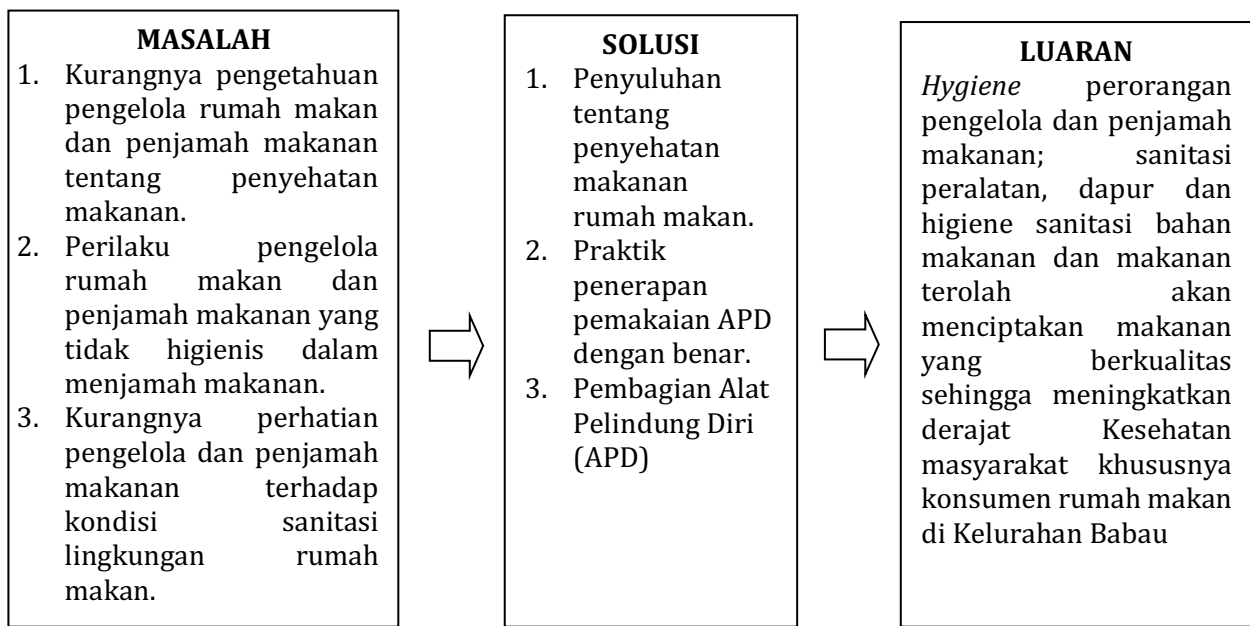 MASALAH
1. Kurangnya pengetahuan
pengelola rumah makan
dan penjamah makanan
tentang penyehatan
makanan.
2. Perilaku pengelola
rumah makan dan
penjamah makanan yang
tidak higienis dalam
menjamah makanan.
3. Kurangnya perhatian
pengelola dan penjamah
makanan terhadap
kondisi sanitasi
lingkungan rumah
makan.
SOLUSI
1. Penyuluhan
tentang
penyehatan
makanan
rumah makan.
2. Praktik
penerapan
pemakaian APD
dengan benar.
3. Pembagian Alat
Pelindung Diri
(APD)
LUARAN
Hygiene perorangan
pengelola dan penjamah
makanan; sanitasi
peralatan, dapur dan
higiene sanitasi bahan
makanan dan makanan
terolah akan
menciptakan makanan
yang berkualitas
sehingga meningkatkan
derajat Kesehatan
masyarakat khususnya
konsumen rumah makan
di Kelurahan Babau